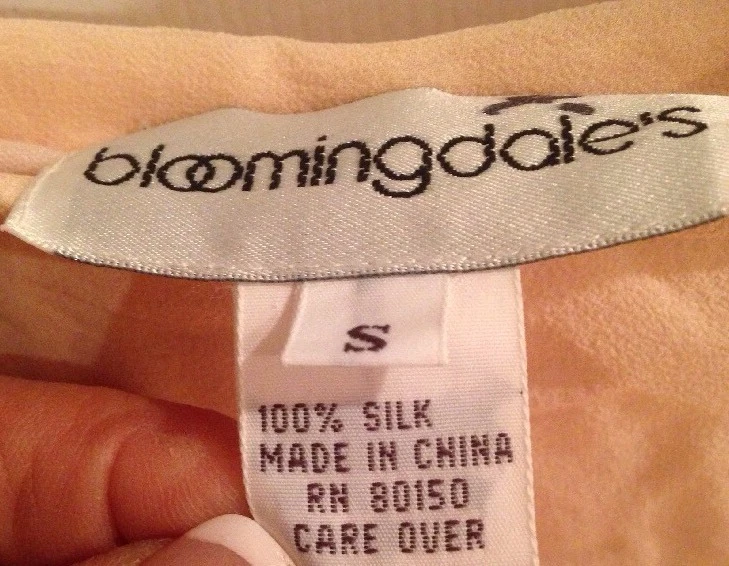 bloomingdale's
S
100% SILK
MADE IN CHINA
RN 80150
CARE OVER